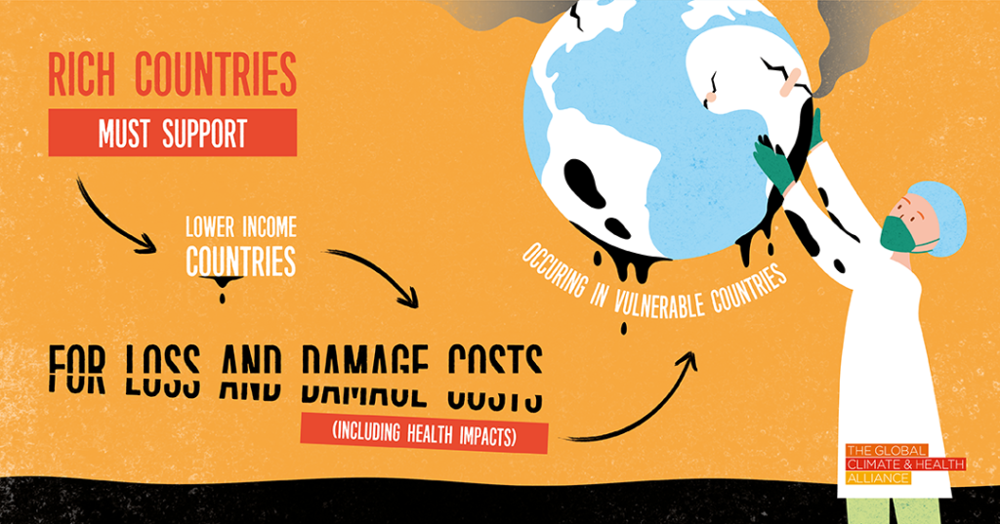 RICH COUNTRIES
MUST SUPPORT
LOWER INCOME
COUNTRIES
FOR LOSS AND DAMAGE COSTS
(INCLUDING HEALTH IMPACTS)
OCCURING IN VULNERABLE COUNTRIES
THE GLOBAL
CLIMATE & HEALTH
ALLIANCE